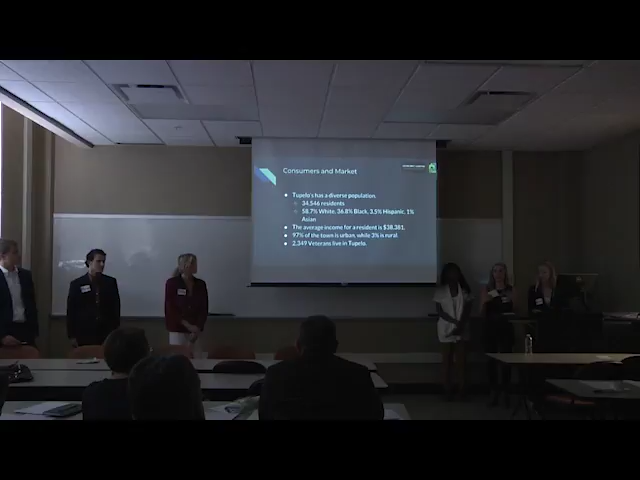 Consumers and Market
● Tupelo's has a diverse population.
○ 34,546 residents
○ 58.7% White, 36.8% Black, 3.5% Hispanic, 1%
Asian
● The average income for a resident is $38,381.
● 97% of the town is urban, while 3% is rural
● 2,349 Veterans live in Tupelo.